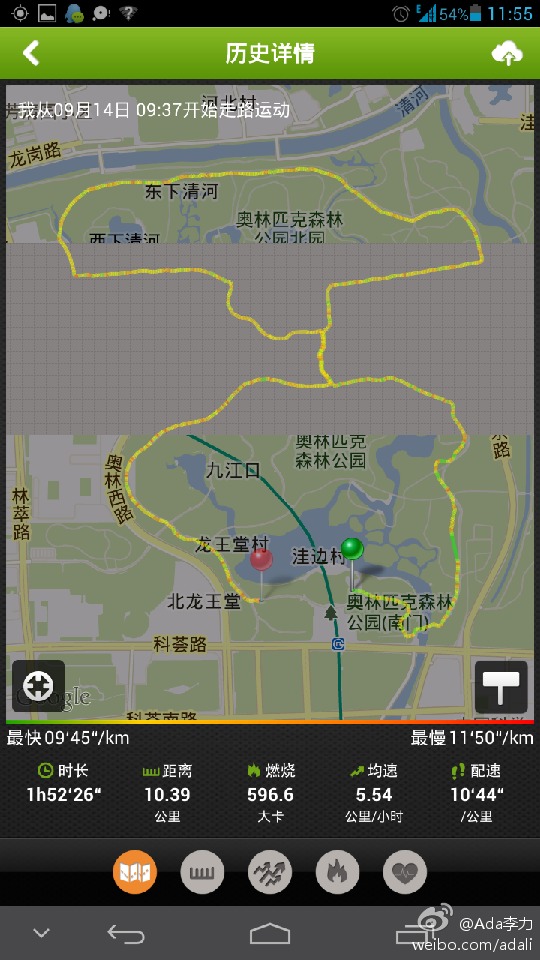 54% 11:55
历史详情
我从09月14日 09:37开始走路运动
河北村
清河
洼
龙岗路
东下清河
奥林匹克森林
公园北园
西下清河
奥林匹克
森林公园
九江口
奥林西路
林萃路
龙王堂村
洼边村
北龙王堂
奥林匹克森林
公园(南门)
科荟路
科荟南路
Google
最快 09'45"/km
最慢 11'50"/km
时长 距离 燃烧 均速 配速
1h52'26" 10.39 596.6 5.54 10'44"
公里 大卡 公里/小时 /公里
@Ada李力
weibo.com/adali